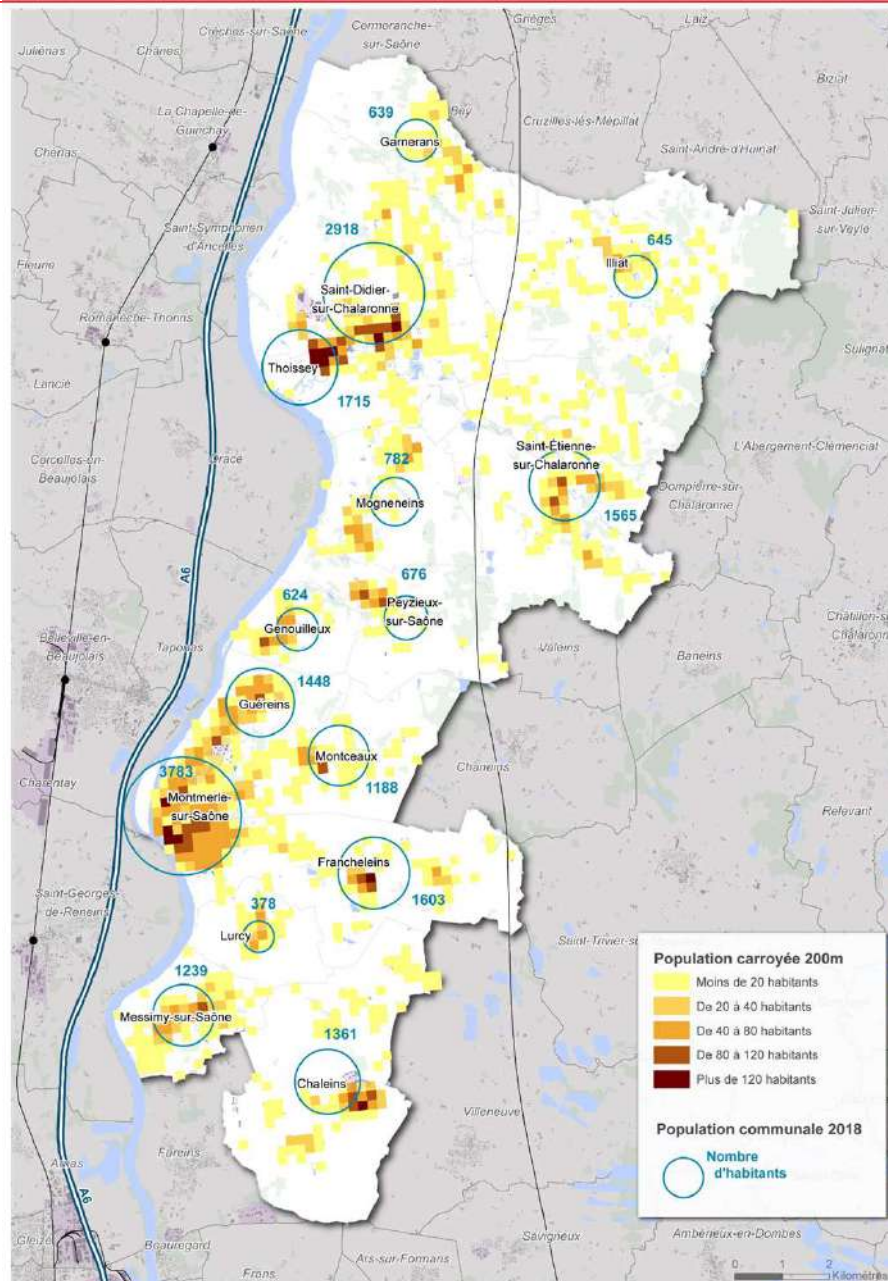 Crêches-sur-Saône
Cormoranche-
sur-Saône
Grièges
Laiz
Juliénas
Chânes
Biziat
La Chapelle-de-
Guinchay
639
Bey
Cruzilles-lès-Mépillat
Garnerans
Saint-André-d'Huiriat
Chénas
Saint-Symphorien
-d'Ancelles
2918
645
Saint-Julien-
sur-Veyle
Fleurie
Illiat
Saint-Didier-
sur-Chalaronne
Romanèche-Thorins
Sulignat
Thoissey
Lancié
1715
Saint-Étienne-
sur-Chalaronne
L'Abergement-Clémenciat
782
Cercelles-en-
Beaujolais
Dracé
Dompierre-sur-
Chalaronne
Mogneneins
1565
A6
676
624
Peyzieux-
sur-Saône
Genouilleux
Châtillon-sur-
Chalaronne
Belleville-en-
Beaujolais
Taponas
Valeins
Baneins
1448
Guéreins
Montceaux
Chaneins
3783
1188
Charentay
Montmerle-
sur-Saône
Relevant
Francheleins
Saint-Georges-
de-Reneins
378
1603
Lurcy
Saint-Trivier-s
1239
Messimy-sur-Saône
1361
Chaleins
Villeneuve
Fareins
Arnas
A6
Gleizé
Beauregard
Savigneux
Ambérieux-en-Dombes
Frans
Ars-sur-Formans
Population carroyée 200m
Moins de 20 habitants
De 20 à 40 habitants
De 40 à 80 habitants
De 80 à 120 habitants
Plus de 120 habitants
Population communale 2018
Nombre
d'habitants
0 1 2
Kilomètres